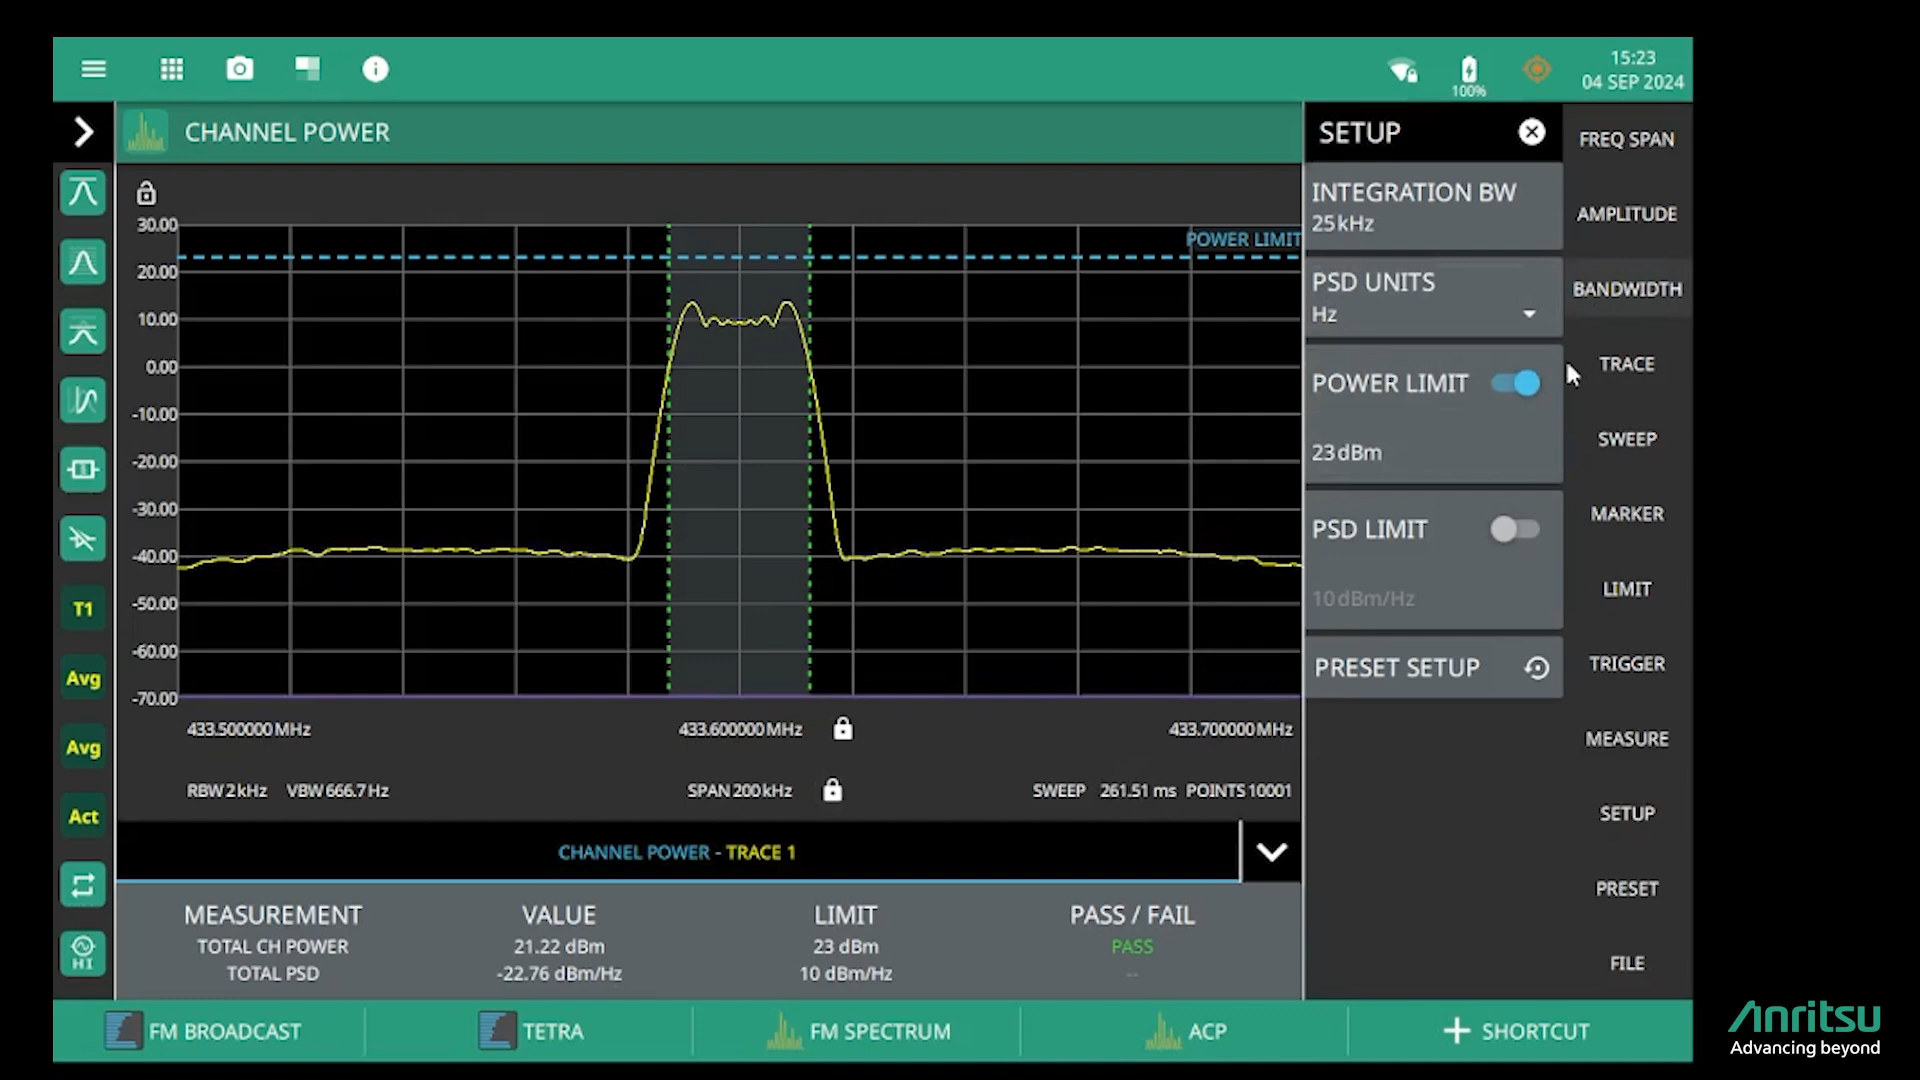 100%
15:23
04 SEP 2024
CHANNEL POWER
30.00
20.00
10.00
0.00
-10.00
-20.00
-30.00
-40.00
-50.00
-60.00
-70.00
POWER LIMIT
433.500000 MHz
433.600000 MHz
433.700000 MHz
RBW 2 kHz VBW 666.7 Hz
SPAN 200 kHz
SWEEP 261.51 ms POINTS 10001
CHANNEL POWER - TRACE 1
MEASUREMENT VALUE LIMIT PASS / FAIL
TOTAL CH POWER 21.22 dBm 23 dBm PASS
TOTAL PSD -22.76 dBm/Hz 10 dBm/Hz --
T1
Avg
Avg
Act
HI
SETUP
INTEGRATION BW
25 kHz
PSD UNITS
Hz
POWER LIMIT
23 dBm
PSD LIMIT
10 dBm/Hz
PRESET SETUP
FREQ SPAN
AMPLITUDE
BANDWIDTH
TRACE
SWEEP
MARKER
LIMIT
TRIGGER
MEASURE
SETUP
PRESET
FILE
FM BROADCAST
TETRA
FM SPECTRUM
ACP
SHORTCUT
Anritsu
Advancing beyond